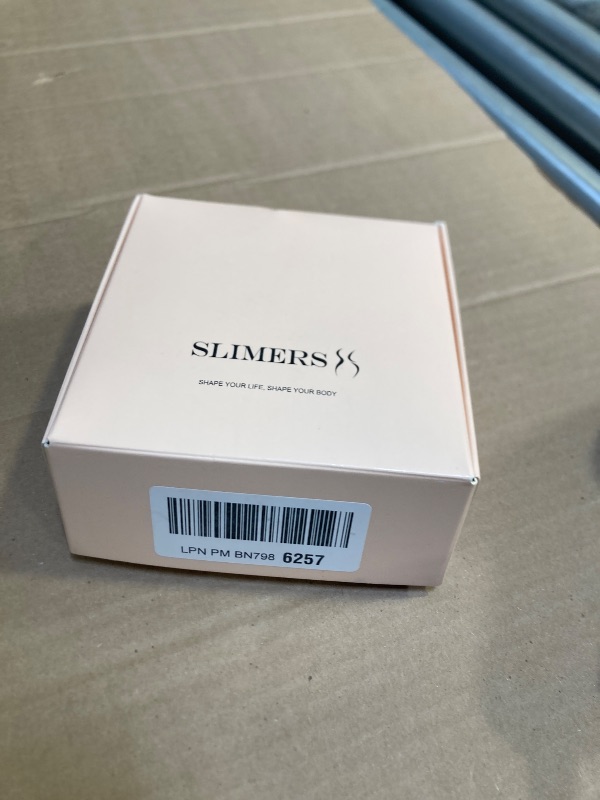 SLIMERS
SHAPE YOUR LIFE, SHAPE YOUR BODY
LPN PM BN798 6257